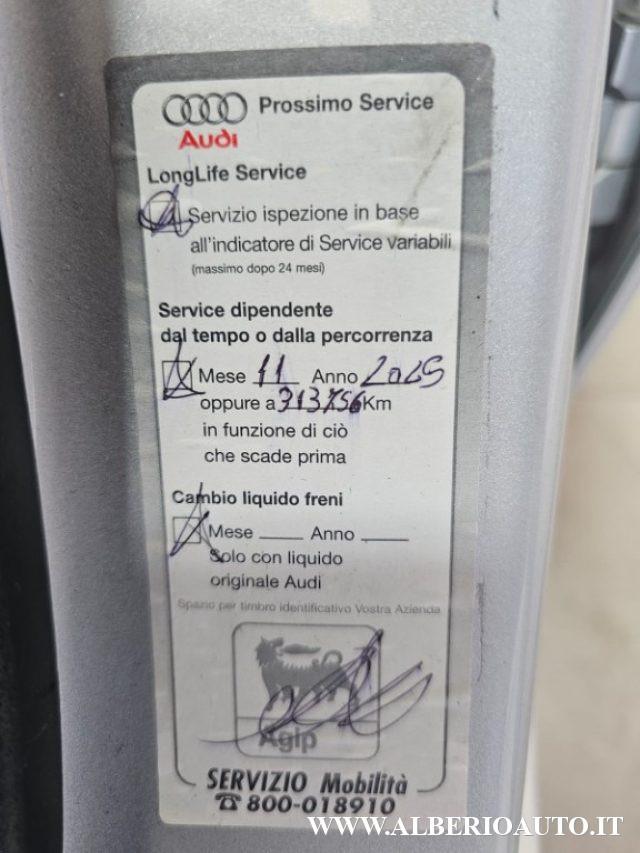 Prossimo Service
Audi
LongLife Service
Servizio ispezione in base
all'indicatore di Service variabili
(massimo dopo 24 mesi)
Service dipendente
dal tempo o dalla percorrenza
Mese 11 Anno 2025
oppure a 313756 Km
in funzione di ciò
che scade prima
Cambio liquido freni
Mese ____ Anno ____
Solo con liquido
originale Audi
Spazio per timbro identificativo Vostra Azienda
Agip
SERVIZIO Mobilità
☎ 800-018910
WWW.ALBERIOAUTO.IT